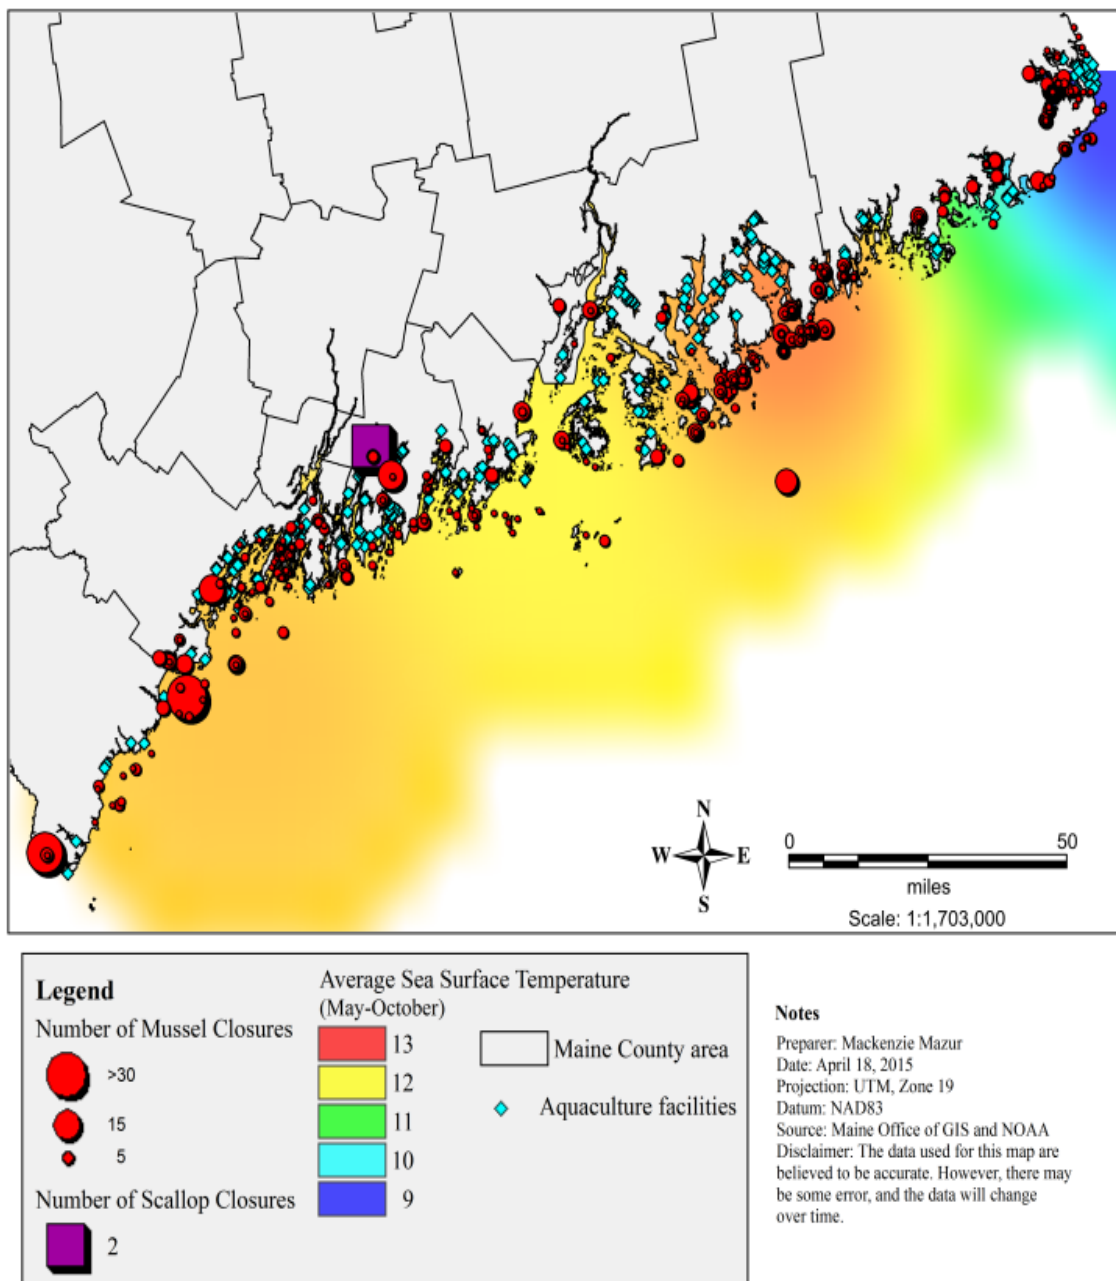 N
W E
S
0 50
miles
Scale: 1:1,703,000
Legend
Number of Mussel Closures
>30
15
5
Number of Scallop Closures
2
Average Sea Surface Temperature
(May-October)
13
12
11
10
9
Maine County area
Aquaculture facilities
Notes
Preparer: Mackenzie Mazur
Date: April 18, 2015
Projection: UTM, Zone 19
Datum: NAD83
Source: Maine Office of GIS and NOAA
Disclaimer: The data used for this map are
believed to be accurate. However, there may
be some error, and the data will change
over time.